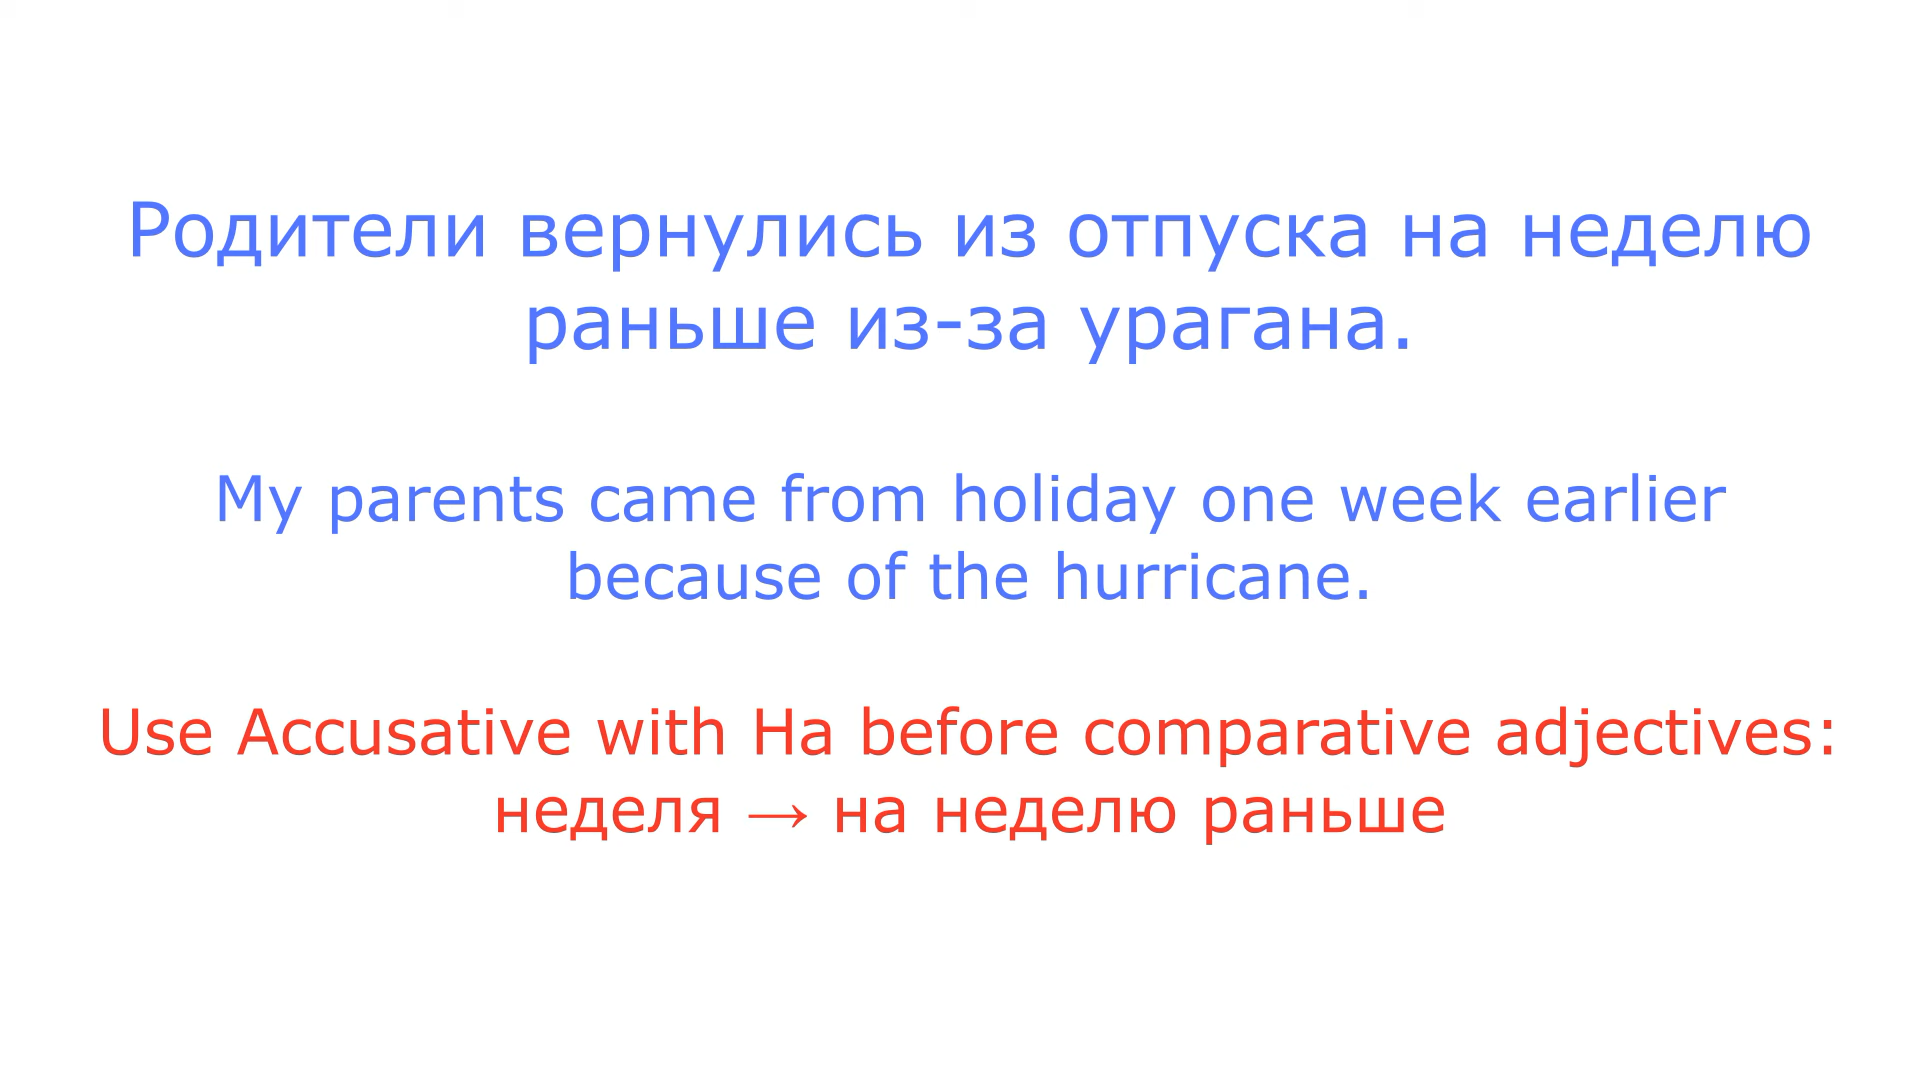 Родители вернулись из отпуска на неделю
раньше из-за урагана.
My parents came from holiday one week earlier
because of the hurricane.
Use Accusative with На before comparative adjectives:
неделя → на неделю раньше